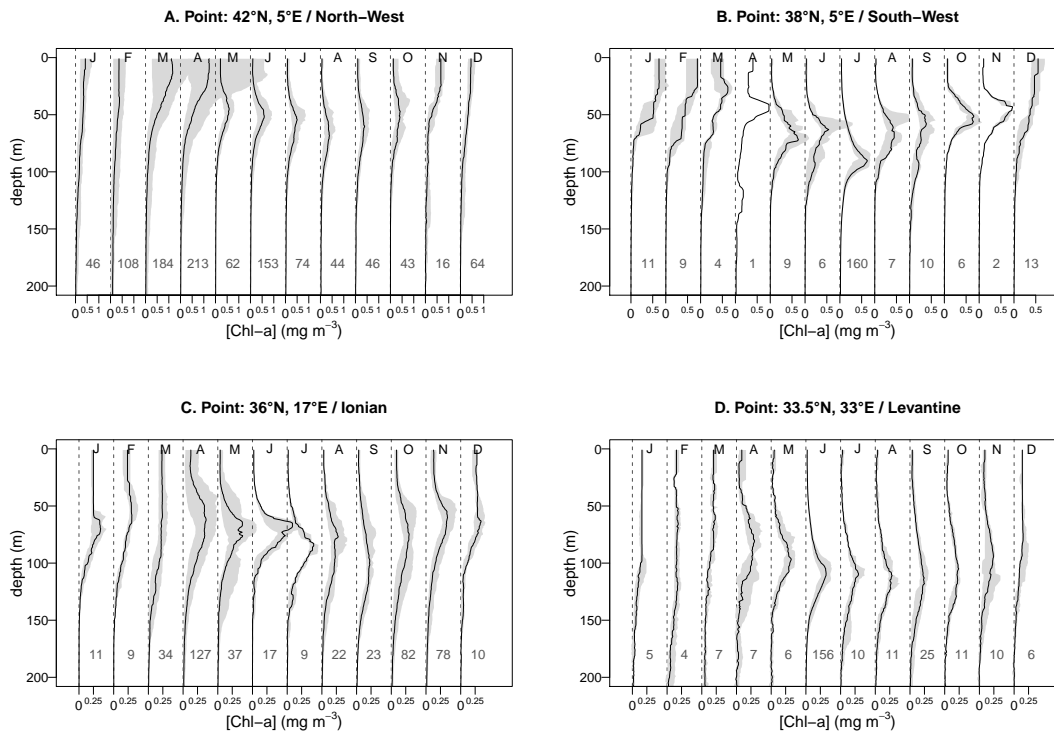 A. Point: 42°N, 5°E / North−West
J F M A M J J A S O N D
0
50
100
150
200
depth (m)
46 108 184 213 62 153 74 44 46 43 16 64
0 0.5 1 0 0.5 1 0 0.5 1 0 0.5 1 0 0.5 1 0 0.5 1 0 0.5 1 0 0.5 1 0 0.5 1 0 0.5 1 0 0.5 1 0 0.5 1
[Chl−a] (mg m−3)
B. Point: 38°N, 5°E / South−West
J F M A M J J A S O N D
0
50
100
150
200
depth (m)
11 9 4 1 9 6 160 7 10 6 2 13
0 0.5 0 0.5 0 0.5 0 0.5 0 0.5 0 0.5 0 0.5 0 0.5 0 0.5 0 0.5 0 0.5 0 0.5
[Chl−a] (mg m−3)
C. Point: 36°N, 17°E / Ionian
J F M A M J J A S O N D
0
50
100
150
200
depth (m)
11 9 34 127 37 17 9 22 23 82 78 10
0 0.25 0 0.25 0 0.25 0 0.25 0 0.25 0 0.25 0 0.25 0 0.25 0 0.25 0 0.25 0 0.25 0 0.25
[Chl−a] (mg m−3)
D. Point: 33.5°N, 33°E / Levantine
J F M A M J J A S O N D
0
50
100
150
200
depth (m)
5 4 7 7 6 156 10 11 25 11 10 6
0 0.25 0 0.25 0 0.25 0 0.25 0 0.25 0 0.25 0 0.25 0 0.25 0 0.25 0 0.25 0 0.25 0 0.25
[Chl−a] (mg m−3)